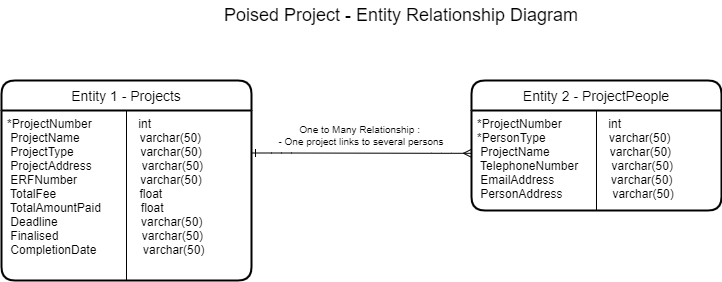 Poised Project - Entity Relationship Diagram
Entity 1 - Projects
*ProjectNumber int
ProjectName varchar(50)
ProjectType varchar(50)
ProjectAddress varchar(50)
ERFNumber varchar(50)
TotalFee float
TotalAmountPaid float
Deadline varchar(50)
Finalised varchar(50)
CompletionDate varchar(50)
One to Many Relationship :
- One project links to several persons
Entity 2 - ProjectPeople
*ProjectNumber int
*PersonType varchar(50)
ProjectName varchar(50)
TelephoneNumber varchar(50)
EmailAddress varchar(50)
PersonAddress varchar(50)